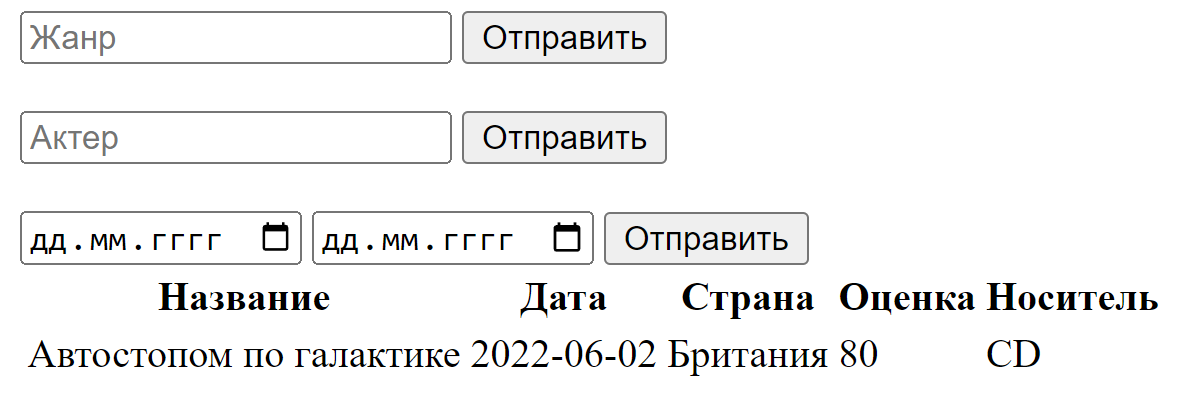 Жанр Отправить
Актер Отправить
дд.мм.гггг дд.мм.гггг Отправить
Название Дата Страна Оценка Носитель
Автостопом по галактике 2022-06-02 Британия 80 CD